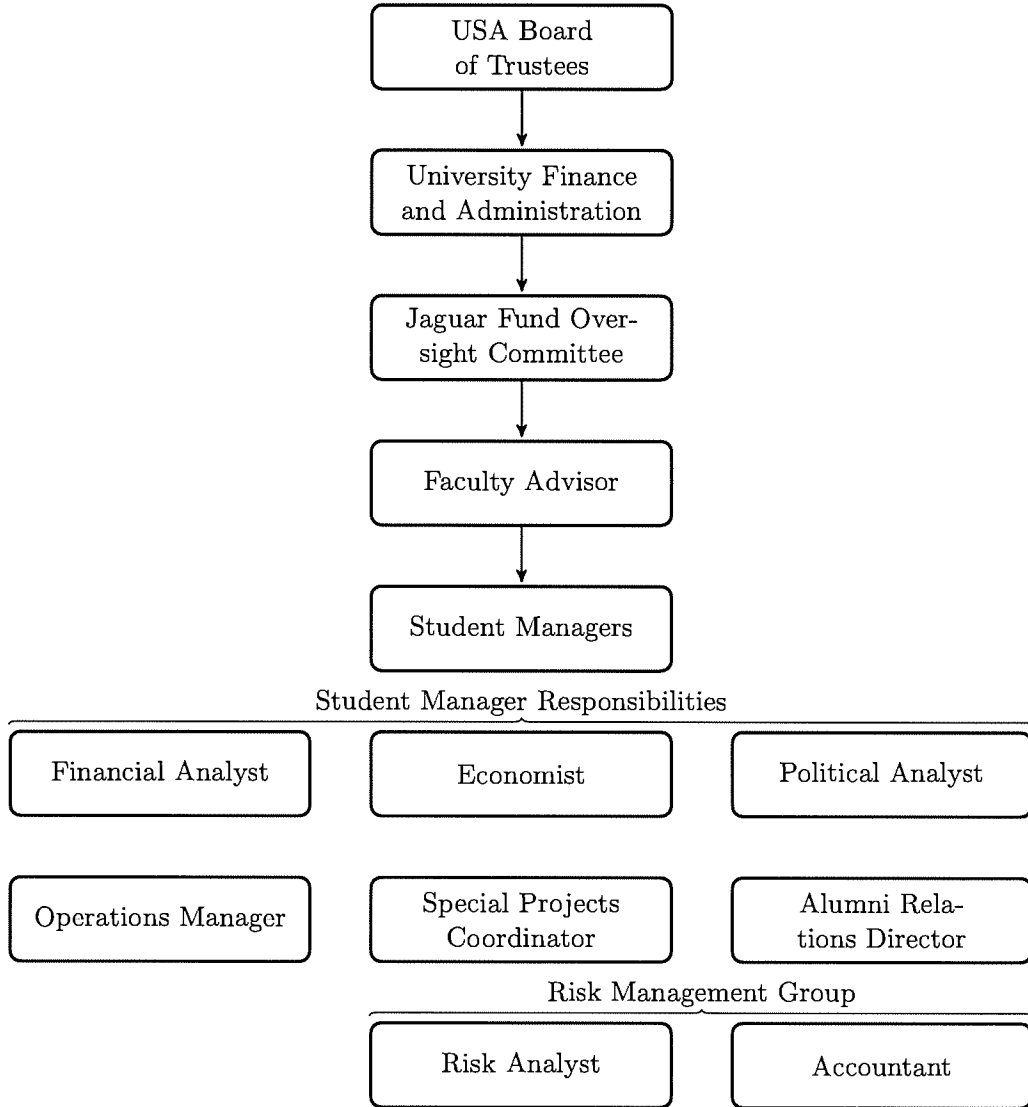 USA Board
of Trustees
University Finance
and Administration
Jaguar Fund Over-
sight Committee
Faculty Advisor
Student Managers
Student Manager Responsibilities
Financial Analyst
Economist
Political Analyst
Operations Manager
Special Projects
Coordinator
Alumni Rela-
tions Director
Risk Management Group
Risk Analyst
Accountant